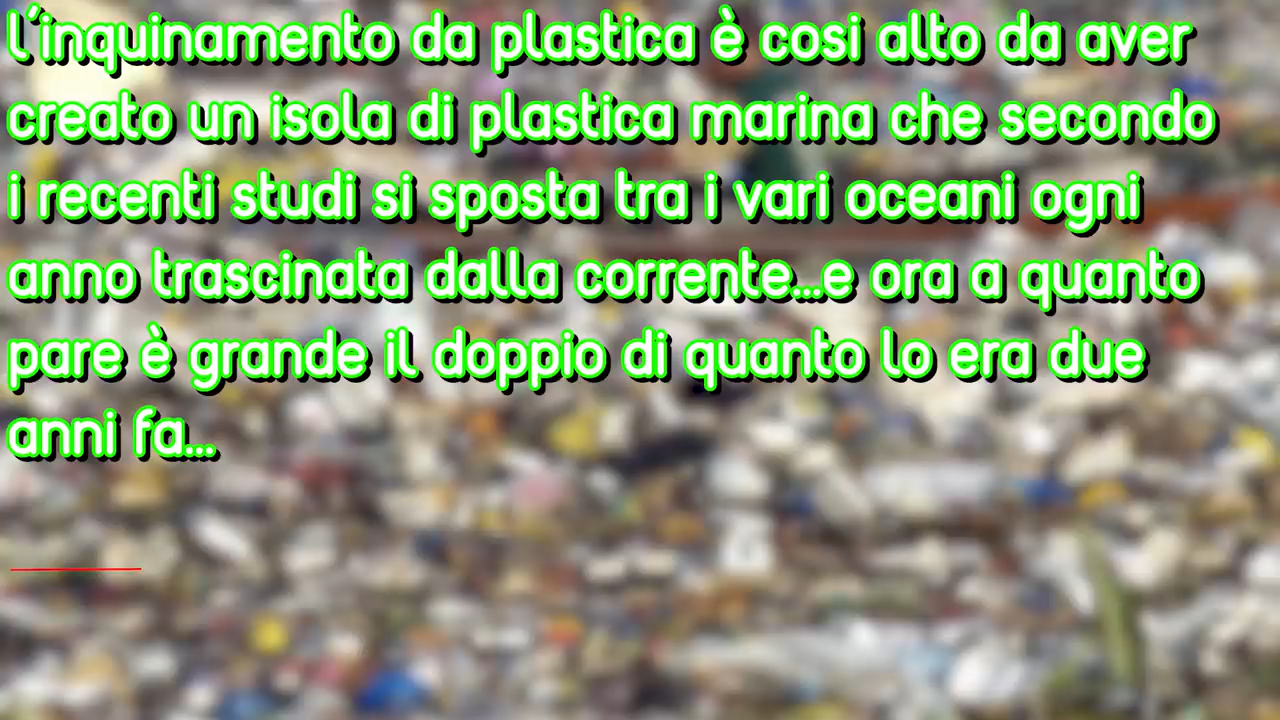 l´inquinamento da plastica è cosi alto da aver
creato un isola di plastica marina che secondo
i recenti studi si sposta tra i vari oceani ogni
anno trascinata dalla corrente...e ora a quanto
pare è grande il doppio di quanto lo era due
anni fa...